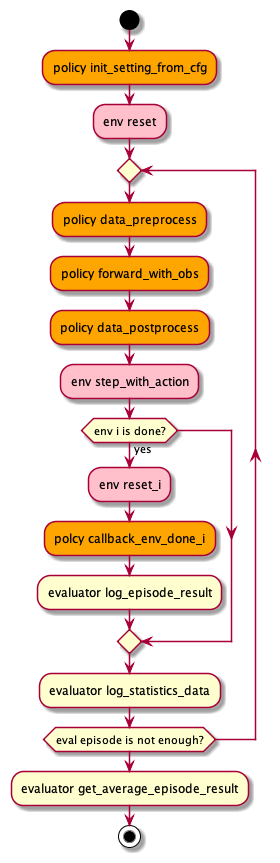 policy init_setting_from_cfg
env reset
policy data_preprocess
policy forward_with_obs
policy data_postprocess
env step_with_action
env i is done?
yes
env reset_i
polcy callback_env_done_i
evaluator log_episode_result
evaluator log_statistics_data
eval episode is not enough?
evaluator get_average_episode_result